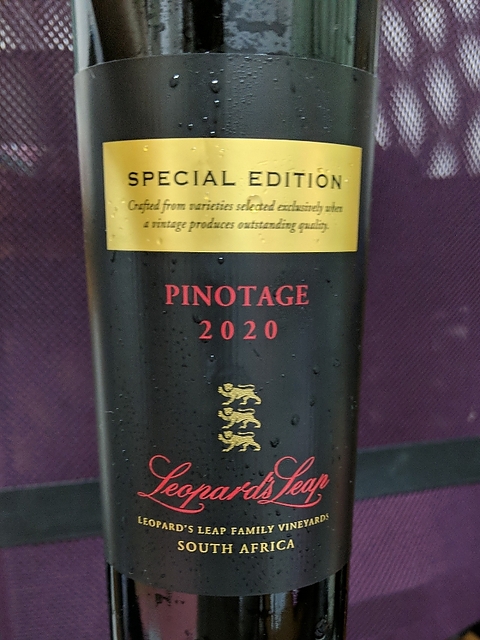 SPECIAL EDITION
Crafted from varieties selected exclusively when
a vintage produces outstanding quality.
PINOTAGE
2020
Leopard's Leap
LEOPARD'S LEAP FAMILY VINEYARDS
SOUTH AFRICA